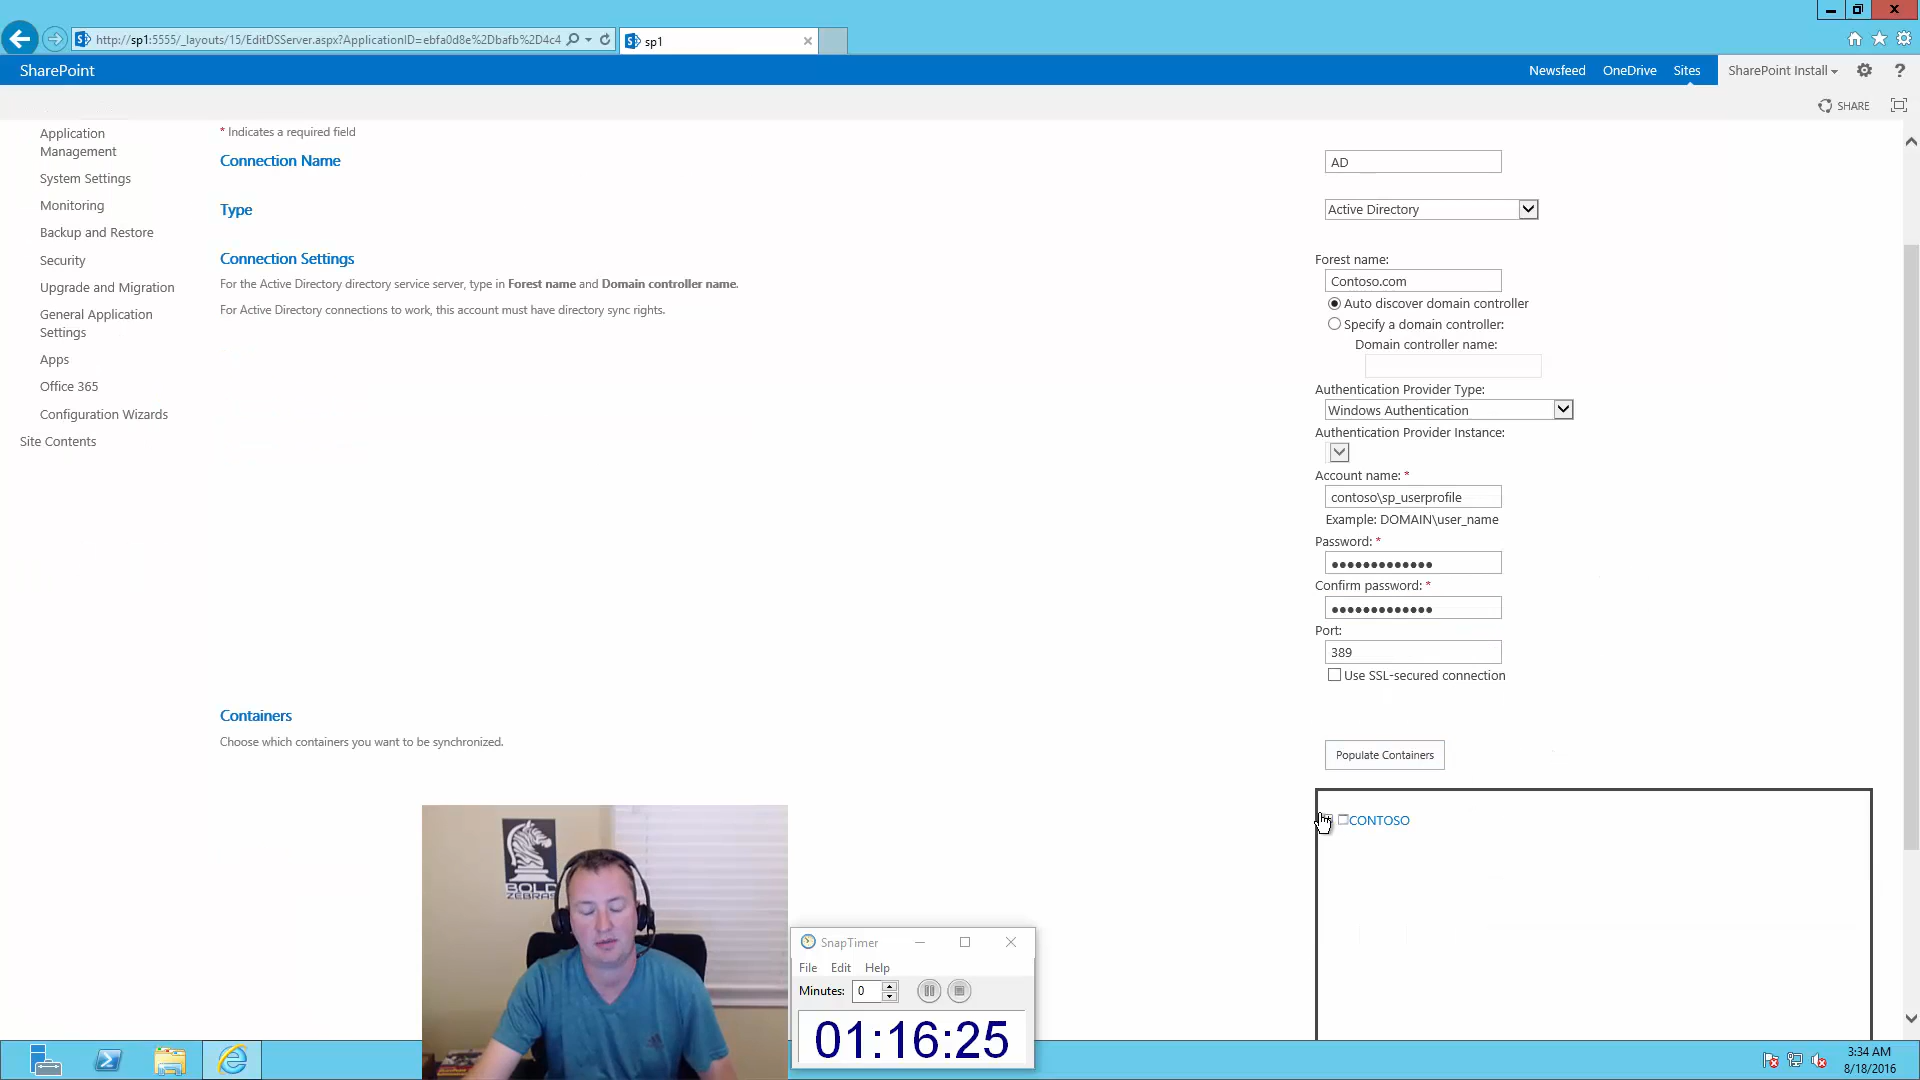 http://sp1:5555/_layouts/15/EditDSServer.aspx?ApplicationID=ebfa0d8e%2Dbafb%2D4c4
sp1
SharePoint
Newsfeed OneDrive Sites SharePoint Install ?
SHARE
Application
Management
System Settings
Monitoring
Backup and Restore
Security
Upgrade and Migration
General Application
Settings
Apps
Office 365
Configuration Wizards
Site Contents
* Indicates a required field
Connection Name
AD
Type
Active Directory
Connection Settings
For the Active Directory directory service server, type in Forest name and Domain controller name.
For Active Directory connections to work, this account must have directory sync rights.
Forest name:
Contoso.com
Auto discover domain controller
Specify a domain controller:
Domain controller name:
Authentication Provider Type:
Windows Authentication
Authentication Provider Instance:
Account name: *
contoso\sp_userprofile
Example: DOMAIN\user_name
Password: *
●●●●●●●●●●●●●
Confirm password: *
●●●●●●●●●●●●●
Port:
389
Use SSL-secured connection
Containers
Choose which containers you want to be synchronized.
Populate Containers
CONTOSO
BOLD
ZEBRAS
SnapTimer
File Edit Help
Minutes: 0
01:16:25
3:34 AM
8/18/2016